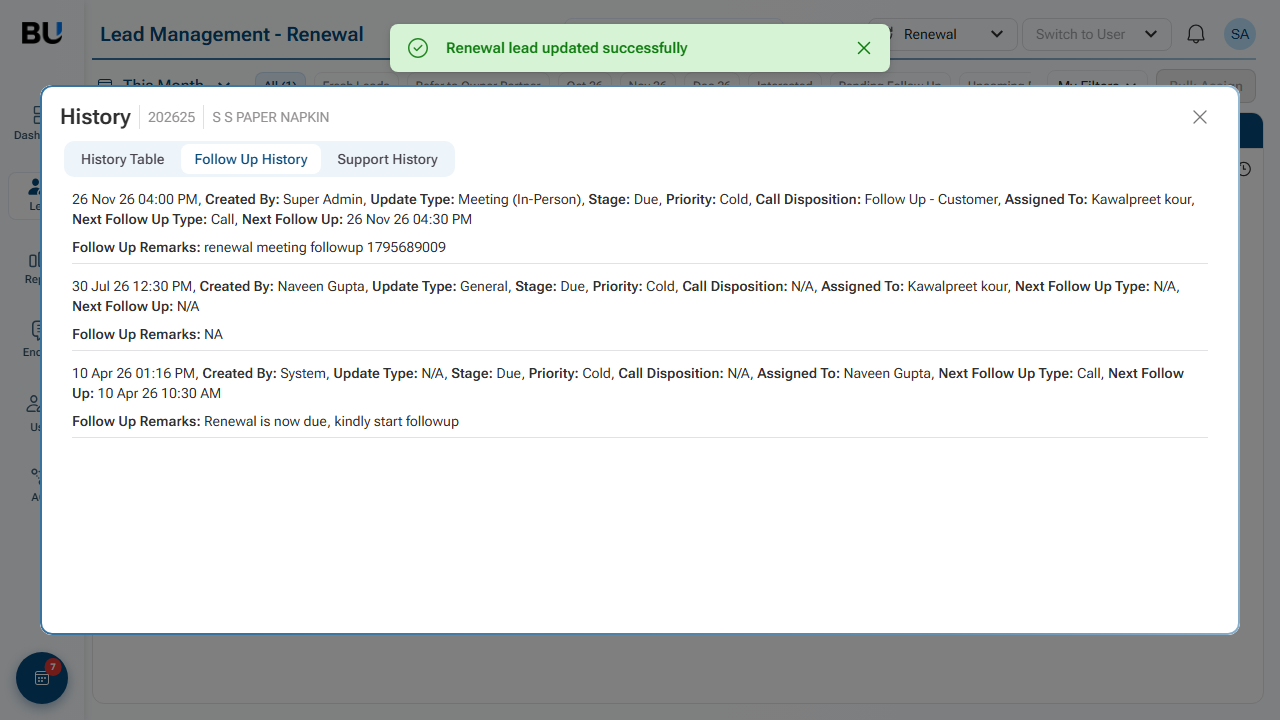 BU
Lead Management - Renewal
Renewal lead updated successfully
Renewal
Switch to User
SA
This Month
All (1)
Fresh Leads
Refer to Owner Partner
Oct 26
Nov 26
Dec 26
Interested
Pending Follow Up
My Filters
Bulk Assign
History
202625
S S PAPER NAPKIN
History Table
Follow Up History
Support History
26 Nov 26 04:00 PM, Created By: Super Admin, Update Type: Meeting (In-Person), Stage: Due, Priority: Cold, Call Disposition: Follow Up - Customer, Assigned To: Kawalpreet kour,
Next Follow Up Type: Call, Next Follow Up: 26 Nov 26 04:30 PM
Follow Up Remarks: renewal meeting followup 1795689009
30 Jul 26 12:30 PM, Created By: Naveen Gupta, Update Type: General, Stage: Due, Priority: Cold, Call Disposition: N/A, Assigned To: Kawalpreet kour, Next Follow Up Type: N/A,
Next Follow Up: N/A
Follow Up Remarks: NA
10 Apr 26 01:16 PM, Created By: System, Update Type: N/A, Stage: Due, Priority: Cold, Call Disposition: N/A, Assigned To: Naveen Gupta, Next Follow Up Type: Call, Next Follow
Up: 10 Apr 26 10:30 AM
Follow Up Remarks: Renewal is now due, kindly start followup
7